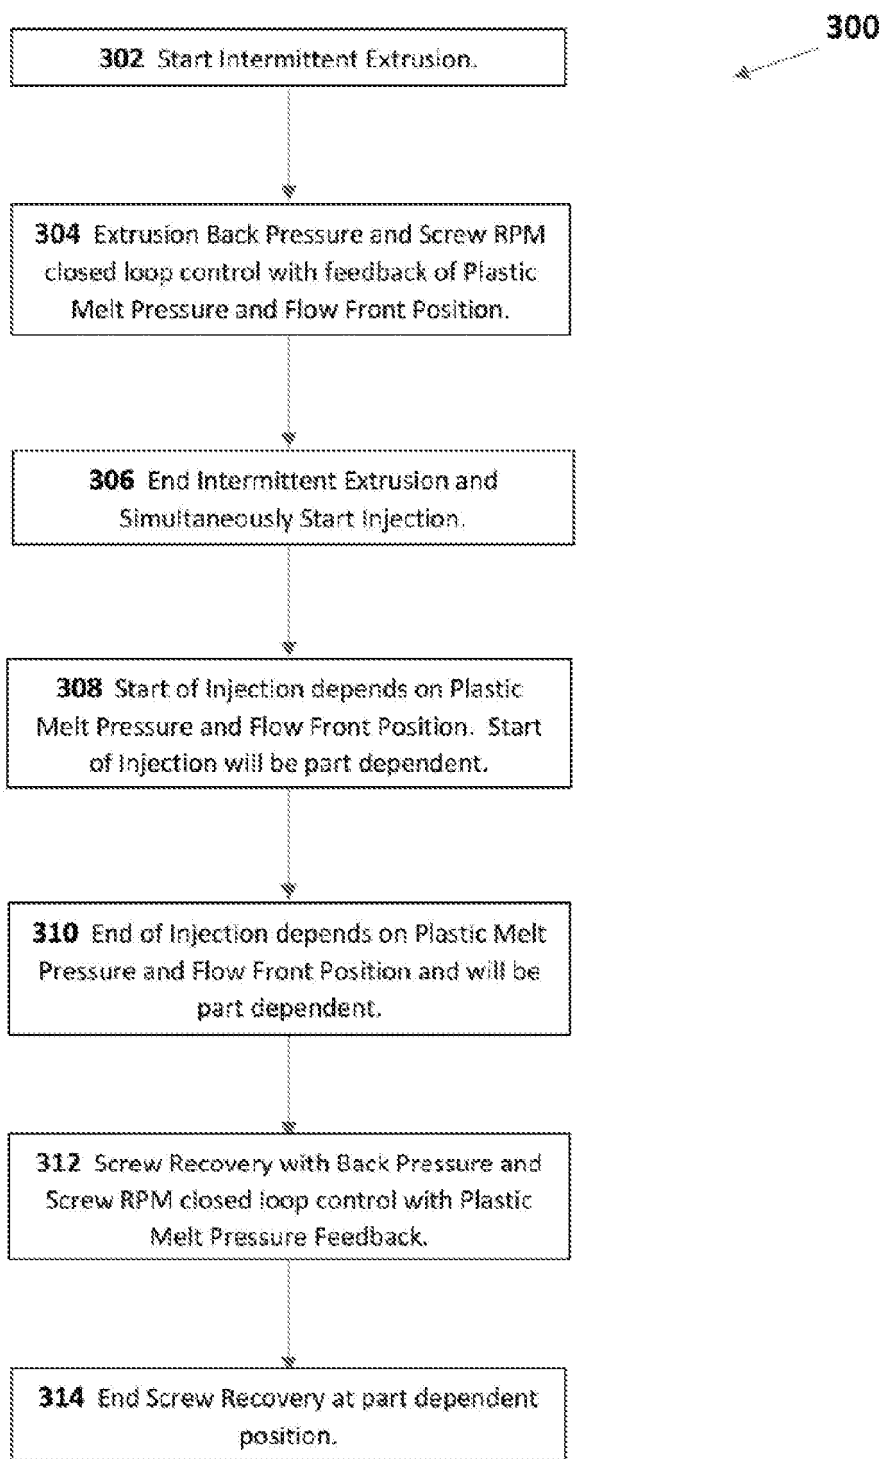 300
302 Start Intermittent Extrusion.
304 Extrusion Back Pressure and Screw RPM
closed loop control with feedback of Plastic
Melt Pressure and Flow Front Position.
306 End Intermittent Extrusion and
Simultaneously Start Injection.
308 Start of Injection depends on Plastic
Melt Pressure and Flow Front Position. Start
of Injection will be part dependent.
310 End of Injection depends on Plastic Melt
Pressure and Flow Front Position and will be
part dependent.
312 Screw Recovery with Back Pressure and
Screw RPM closed loop control with Plastic
Melt Pressure Feedback.
314 End Screw Recovery at part dependent
position.